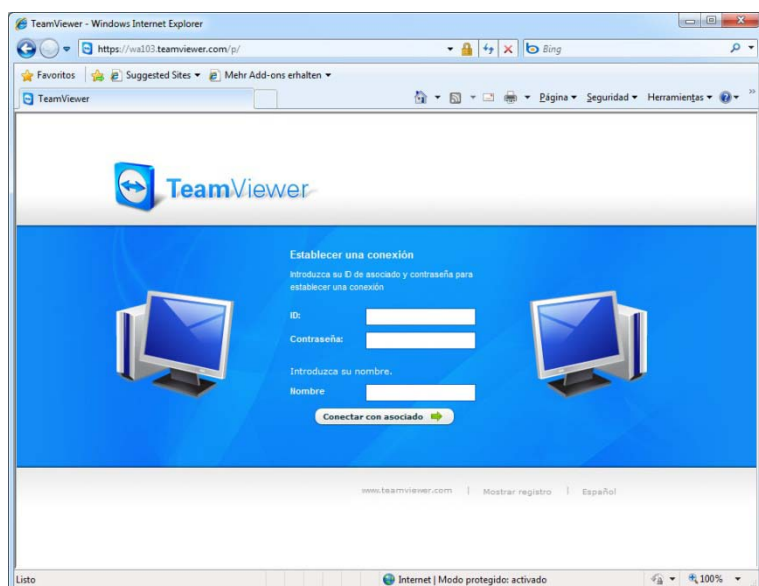 TeamViewer - Windows Internet Explorer
https://wa103.teamviewer.com/p/
Bing
Favoritos Suggested Sites Mehr Add-ons erhalten
TeamViewer
Página Seguridad Herramientas
TeamViewer
Establecer una conexión
Introduzca su ID de asociado y contraseña para
establecer una conexión
ID:
Contraseña:
Introduzca su nombre.
Nombre
Conectar con asociado
www.teamviewer.com | Mostrar registro | Español
Listo
Internet | Modo protegido: activado
100%